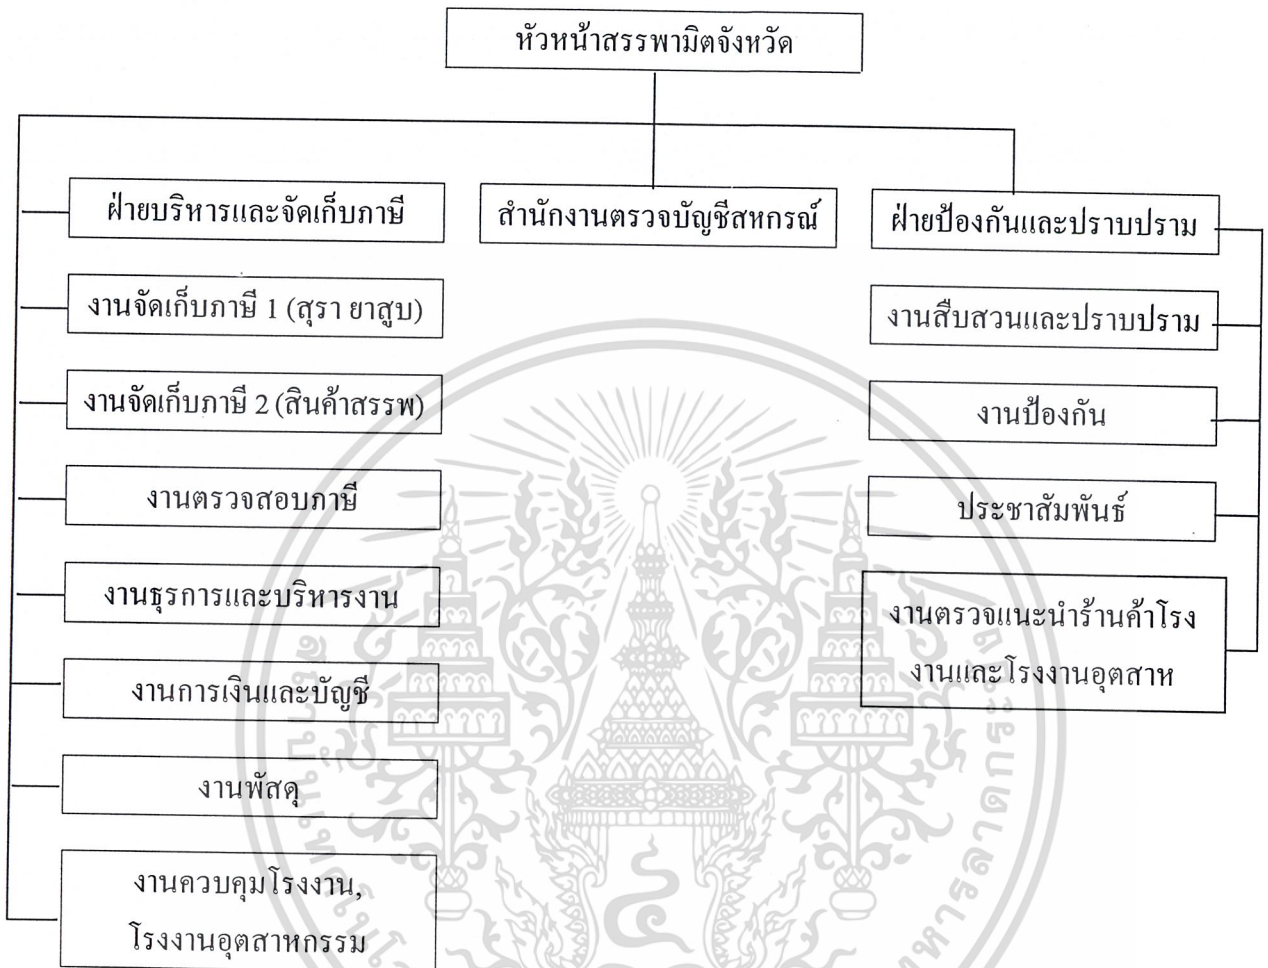 หัวหน้าสรรพามิตจังหวัด
ฝ่ายบริหารและจัดเก็บภาษี
สำนักงานตรวจบัญชีสหกรณ์
ฝ่ายป้องกันและปราบปราม
งานจัดเก็บภาษี 1 (สุรา ยาสูบ)
งานสืบสวนและปราบปราม
งานจัดเก็บภาษี 2 (สินค้าสรรพ)
งานป้องกัน
งานตรวจสอบภาษี
ประชาสัมพันธ์
งานธุรการและบริหารงาน
งานตรวจแนะนำร้านค้าโรง
งานและโรงงานอุตสาห
งานการเงินและบัญชี
งานพัสดุ
งานควบคุมโรงงาน,
โรงงานอุตสาหกรรม